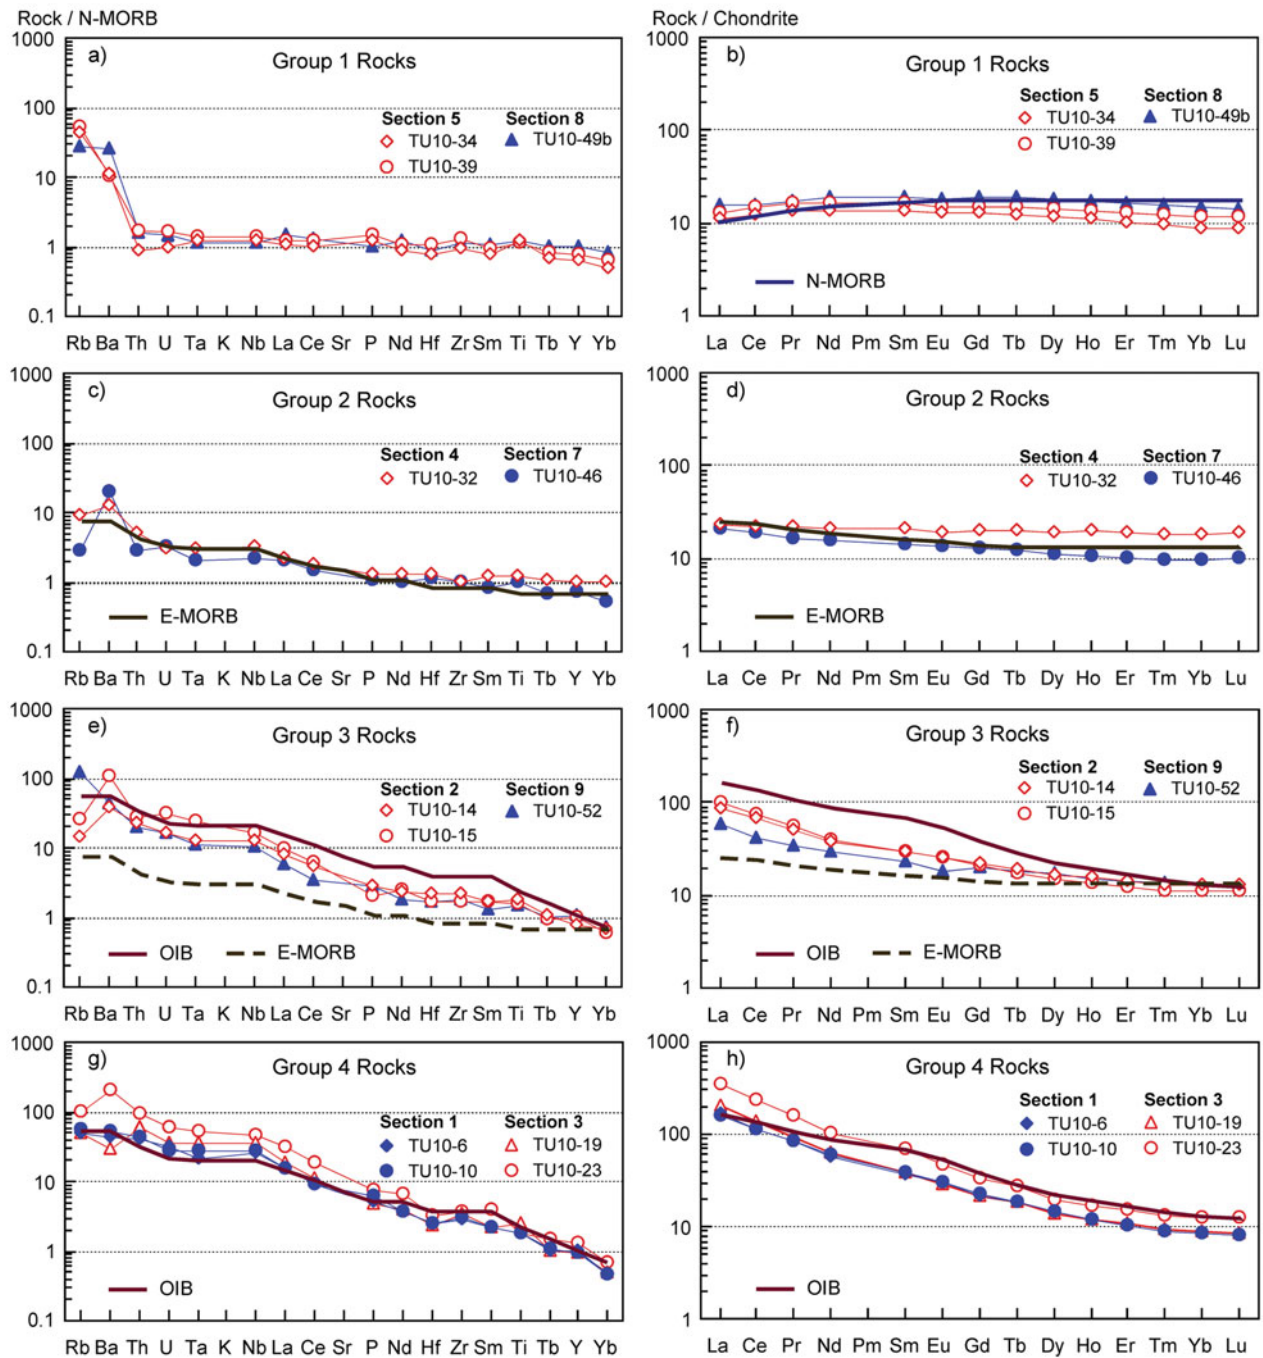 Rock / N-MORB
1000
100
10
1
0.1
a)
Group 1 Rocks
Section 5
Section 8
TU10-34
TU10-49b
TU10-39
Rb Ba Th U Ta K Nb La Ce Sr P Nd Hf Zr Sm Ti Tb Y Yb
Rock / Chondrite
1000
100
10
1
b)
Group 1 Rocks
Section 5
Section 8
TU10-34
TU10-49b
TU10-39
N-MORB
La Ce Pr Nd Pm Sm Eu Gd Tb Dy Ho Er Tm Yb Lu
1000
100
10
1
0.1
c)
Group 2 Rocks
Section 4
Section 7
TU10-32
TU10-46
E-MORB
Rb Ba Th U Ta K Nb La Ce Sr P Nd Hf Zr Sm Ti Tb Y Yb
1000
100
10
1
d)
Group 2 Rocks
Section 4
Section 7
TU10-32
TU10-46
E-MORB
La Ce Pr Nd Pm Sm Eu Gd Tb Dy Ho Er Tm Yb Lu
1000
100
10
1
0.1
e)
Group 3 Rocks
Section 2
Section 9
TU10-14
TU10-52
TU10-15
OIB
E-MORB
Rb Ba Th U Ta K Nb La Ce Sr P Nd Hf Zr Sm Ti Tb Y Yb
1000
100
10
1
f)
Group 3 Rocks
Section 2
Section 9
TU10-14
TU10-52
TU10-15
OIB
E-MORB
La Ce Pr Nd Pm Sm Eu Gd Tb Dy Ho Er Tm Yb Lu
1000
100
10
1
0.1
g)
Group 4 Rocks
Section 1
Section 3
TU10-6
TU10-19
TU10-10
TU10-23
OIB
Rb Ba Th U Ta K Nb La Ce Sr P Nd Hf Zr Sm Ti Tb Y Yb
1000
100
10
1
h)
Group 4 Rocks
Section 1
Section 3
TU10-6
TU10-19
TU10-10
TU10-23
OIB
La Ce Pr Nd Pm Sm Eu Gd Tb Dy Ho Er Tm Yb Lu